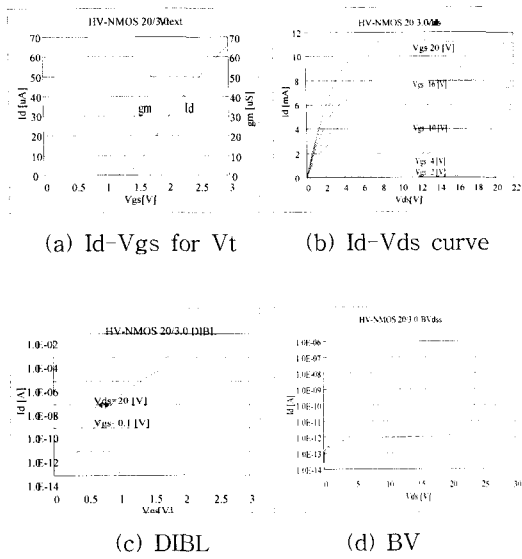 HV-NMOS 20/3.0
Id [uA]
70
60
50
40
30
20
10
0
gm
Id
gm [uS]
70
60
50
40
30
20
10
0
0 0.5 1 1.5 2 2.5 3
Vgs[V]
(a) Id-Vgs for Vt
HV-NMOS 20 3.0
Id [mA]
12
10
8
6
4
2
0
Vgs 20 [V]
Vgs 16 [V]
Vgs 10 [V]
Vgs 4 [V]
Vgs 2 [V]
0 2 4 6 8 10 12 14 16 18 20 22
Vds[V]
(b) Id-Vds curve
HV-NMOS 20/3.0 DIBL
Id [A]
1.0E-02
1.0E-04
1.0E-06
1.0E-08
1.0E-10
1.0E-12
1.0E-14
Vds=20 [V]
Vgs= 0.1 [V]
0 0.5 1 1.5 2 2.5 3
(c) DIBL
HV-NMOS 20/3.0 BVdss
Id [A]
1.0E-06
1.0E-07
1.0E-08
1.0E-09
1.0E-10
1.0E-11
1.0E-12
1.0E-13
1.0E-14
0 5 10 15 20 25 30
Vds [V]
(d) BV